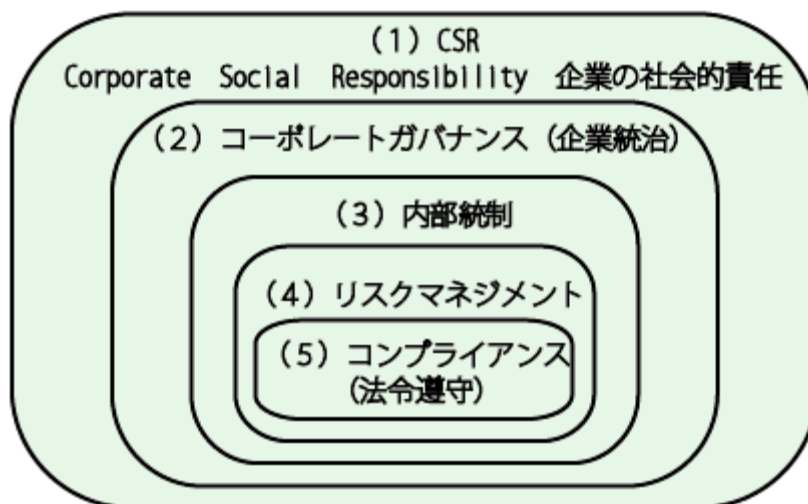 (1) CSR
Corporate Social Responsibility 企業の社会的責任
(2) コーポレートガバナンス (企業統治)
(3) 内部統制
(4) リスクマネジメント
(5) コンプライアンス
(法令遵守)